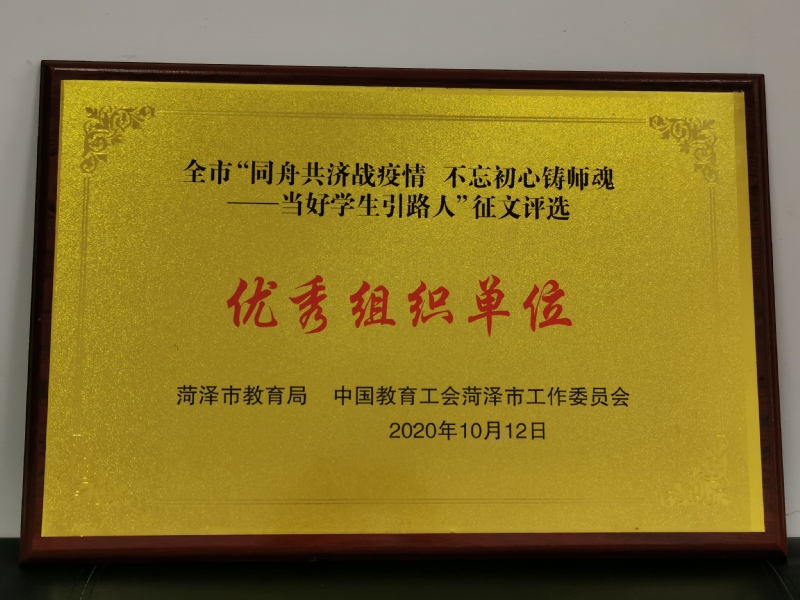 全市“同舟共济战疫情 不忘初心铸师魂
——当好学生引路人”征文评选
优秀组织单位
菏泽市教育局 中国教育工会菏泽市工作委员会
2020年10月12日